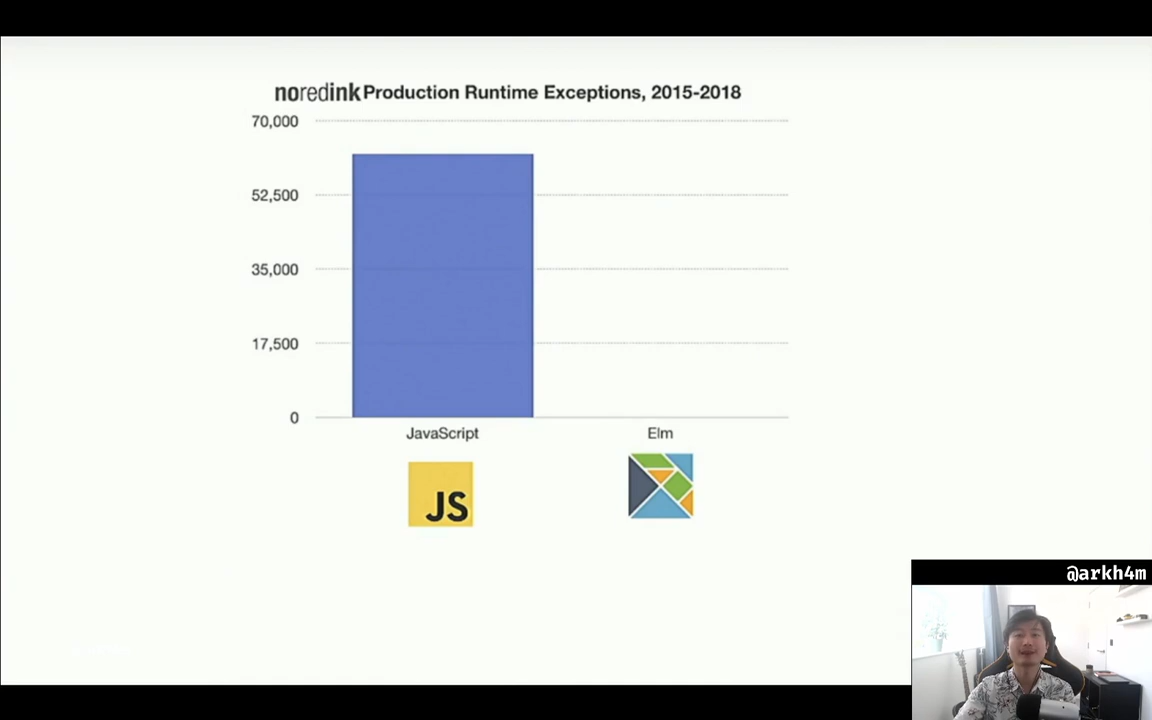 noredink Production Runtime Exceptions, 2015-2018
70,000
52,500
35,000
17,500
0
JavaScript
Elm
JS
@arkh4m